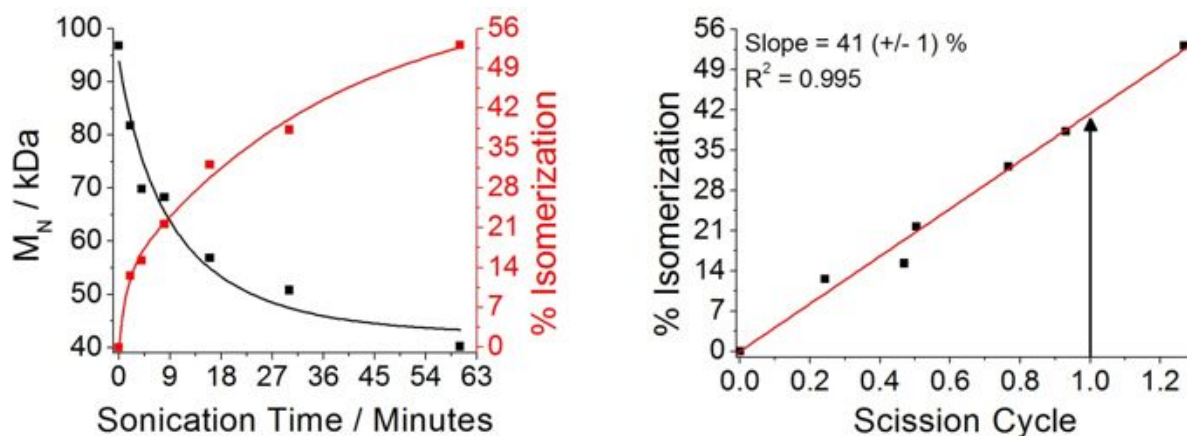 100
90
80
70
60
50
40
M_N / kDa
0 9 18 27 36 45 54 63
Sonication Time / Minutes
56
49
42
35
28
21
14
7
0
% Isomerization
56
49
42
35
28
21
14
7
0
% Isomerization
Slope = 41 (+/- 1) %
R² = 0.995
0.0 0.2 0.4 0.6 0.8 1.0 1.2
Scission Cycle